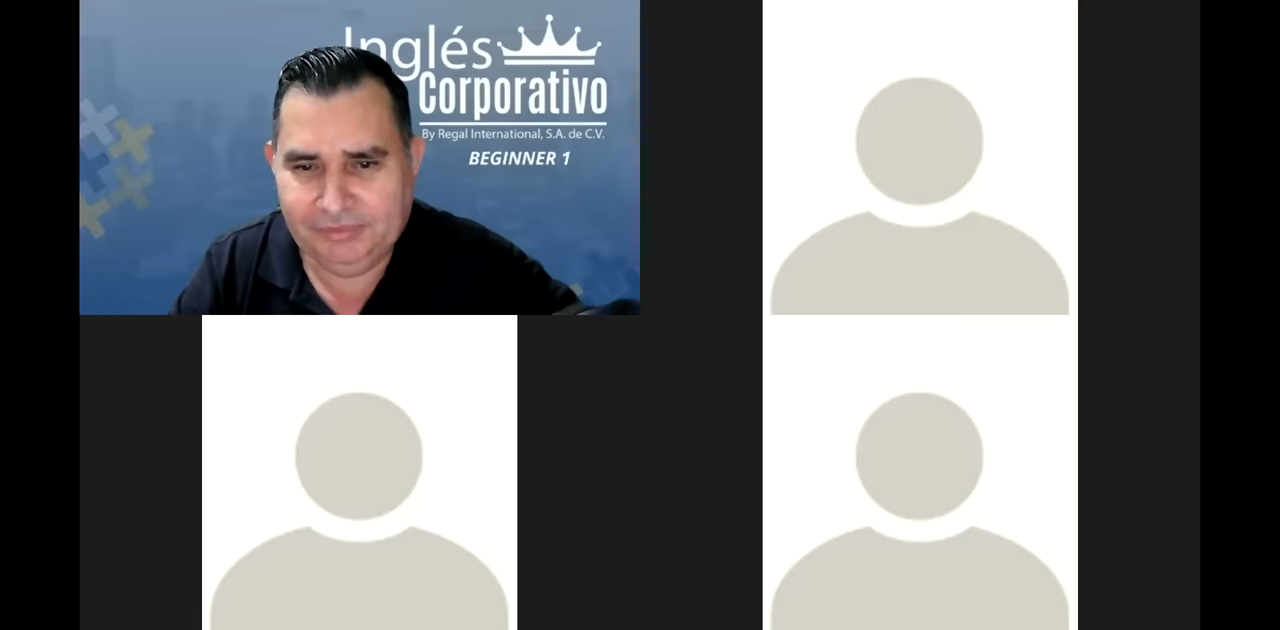 Inglés
Corporativo
By Regal International, S.A. de C.V.
BEGINNER 1